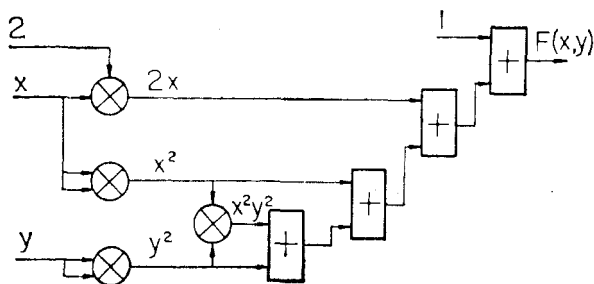 1
F(x,y)
+
2
x
2x
+
x²
+
x²y²
+
y
y²